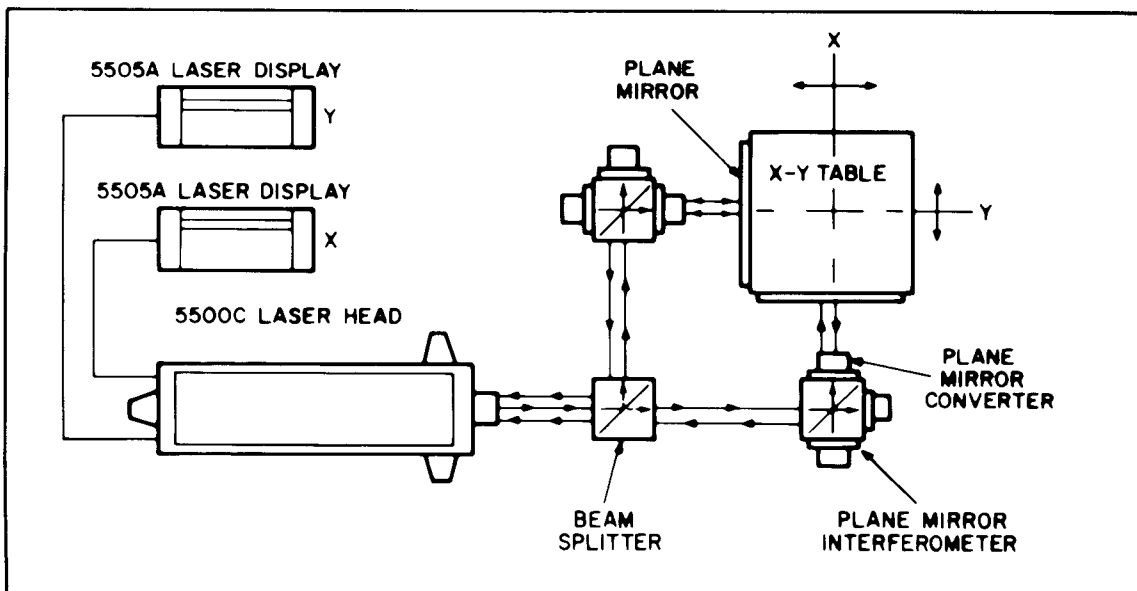 5505A LASER DISPLAY
Y
5505A LASER DISPLAY
X
5500C LASER HEAD
PLANE
MIRROR
X
X-Y TABLE
Y
PLANE
MIRROR
CONVERTER
BEAM
SPLITTER
PLANE MIRROR
INTERFEROMETER